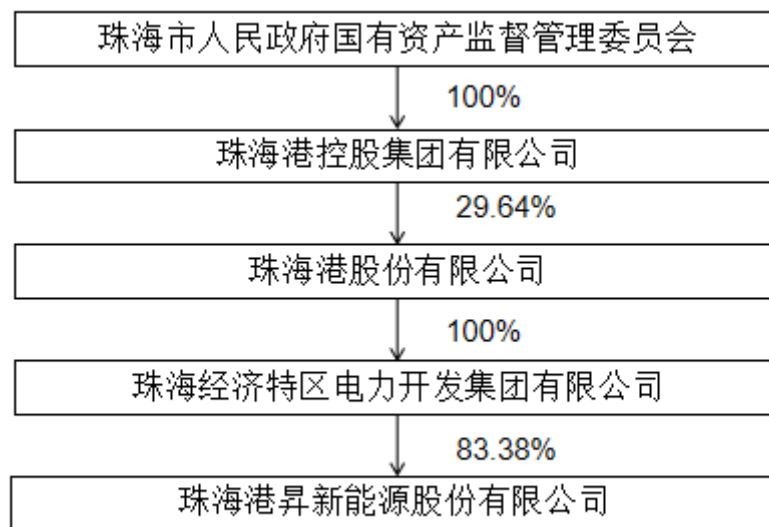 珠海市人民政府国有资产监督管理委员会
100%
珠海港控股集团有限公司
29.64%
珠海港股份有限公司
100%
珠海经济特区电力开发集团有限公司
83.38%
珠海港昇新能源股份有限公司